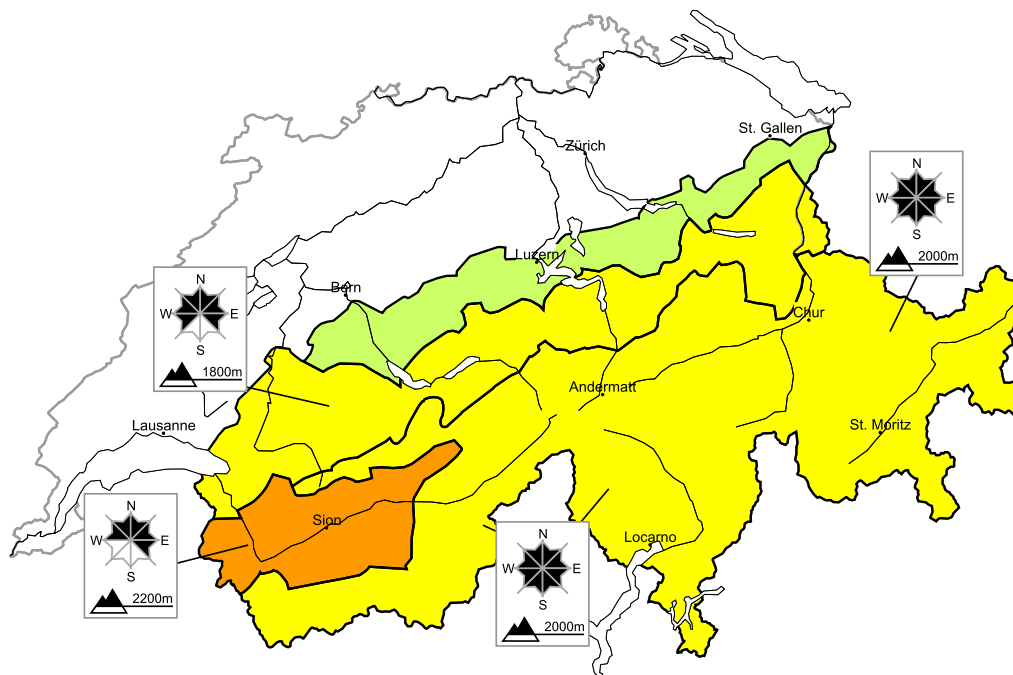 St. Gallen
Zürich
N
W E
S
2000m
Luzern
Bern
N
W E
S
1800m
Chur
Andermatt
Lausanne
St. Moritz
Sion
N
W E
S
2200m
Locarno
N
W E
S
2000m